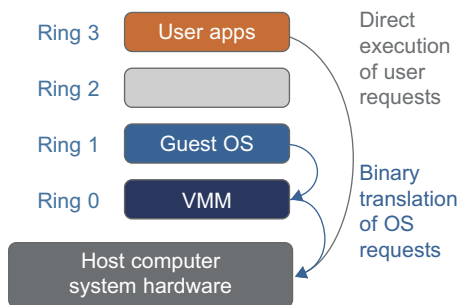 Ring 3
User apps
Direct
execution
of user
requests
Ring 2
Ring 1
Guest OS
Ring 0
VMM
Binary
translation
of OS
requests
Host computer
system hardware